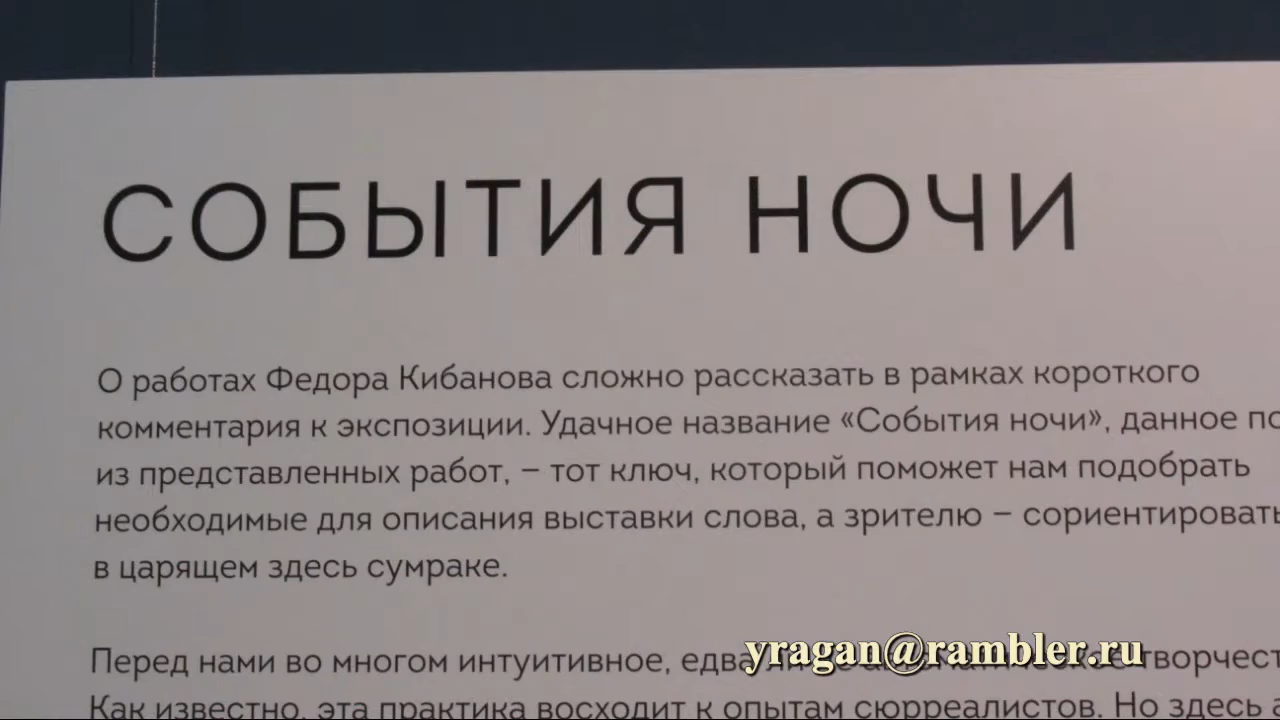 СОБЫТИЯ НОЧИ
О работах Федора Кибанова сложно рассказать в рамках короткого
комментария к экспозиции. Удачное название «События ночи», данное
из представленных работ, – тот ключ, который поможет нам подобрать
необходимые для описания выставки слова, а зрителю – сориентировать
в царящем здесь сумраке.
Перед нами во многом интуитивное,
yragan@rambler.ru
Как известно, эта практика восходит к опытам сюрреалистов. Но здесь